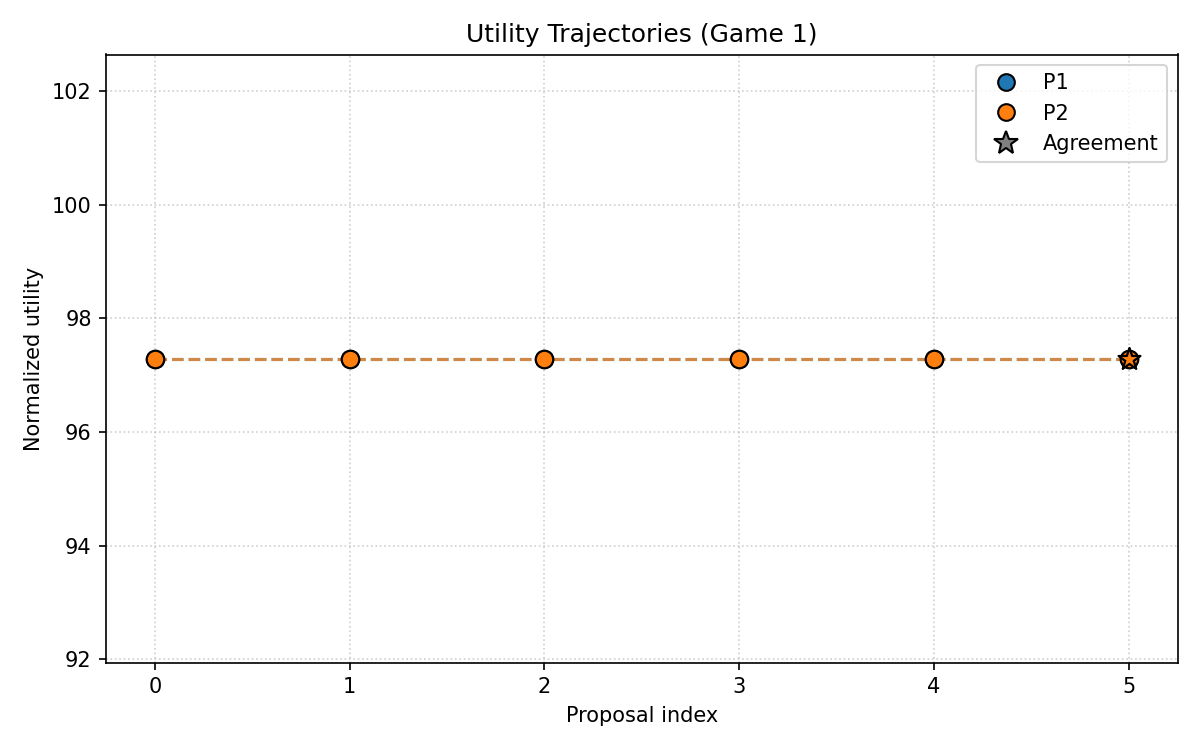 Utility Trajectories (Game 1)
P1
P2
Agreement
Normalized utility
102
100
98
96
94
92
0 1 2 3 4 5
Proposal index